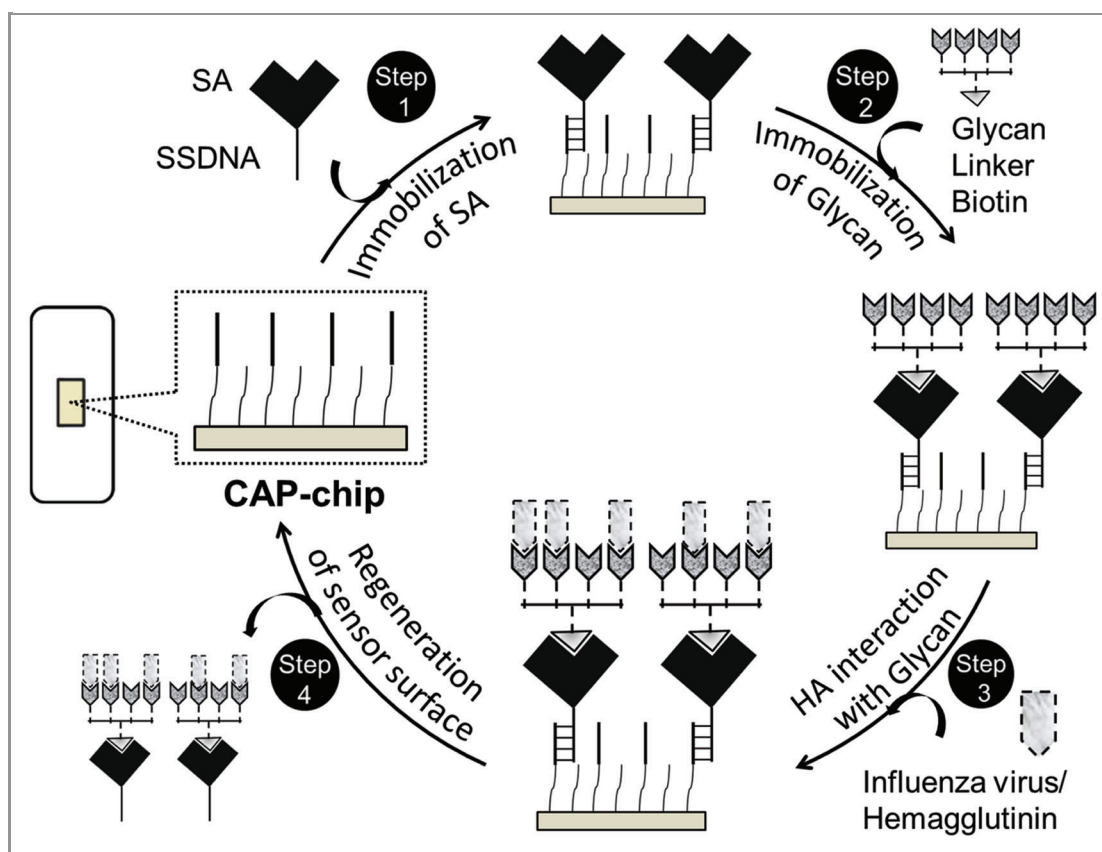 SA
SSDNA
Step
1
Immobilization
of SA
Step
2
Immobilization
of Glycan
Glycan
Linker
Biotin
CAP-chip
HA interaction
with Glycan
Step
3
Influenza virus/
Hemagglutinin
Regeneration
of sensor surface
Step
4